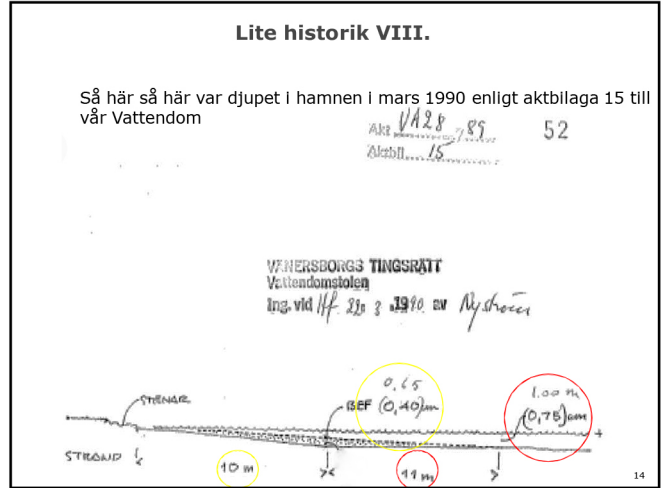 Lite historik VIII.
Så här så här var djupet i hamnen i mars 1990 enligt aktbilaga 15 till
vår Vattendom
Akt VA28 89 52
Aktbil. 15
VÄNERSBORGS TINGSRÄTT
Vattendomstolen
Ing. vid Hf 22 3 1990 av Nyström
0,65
1.00 m
STENAR
BEF (0,40)m
(0,75)m
STRAND
10 m
11 m
14